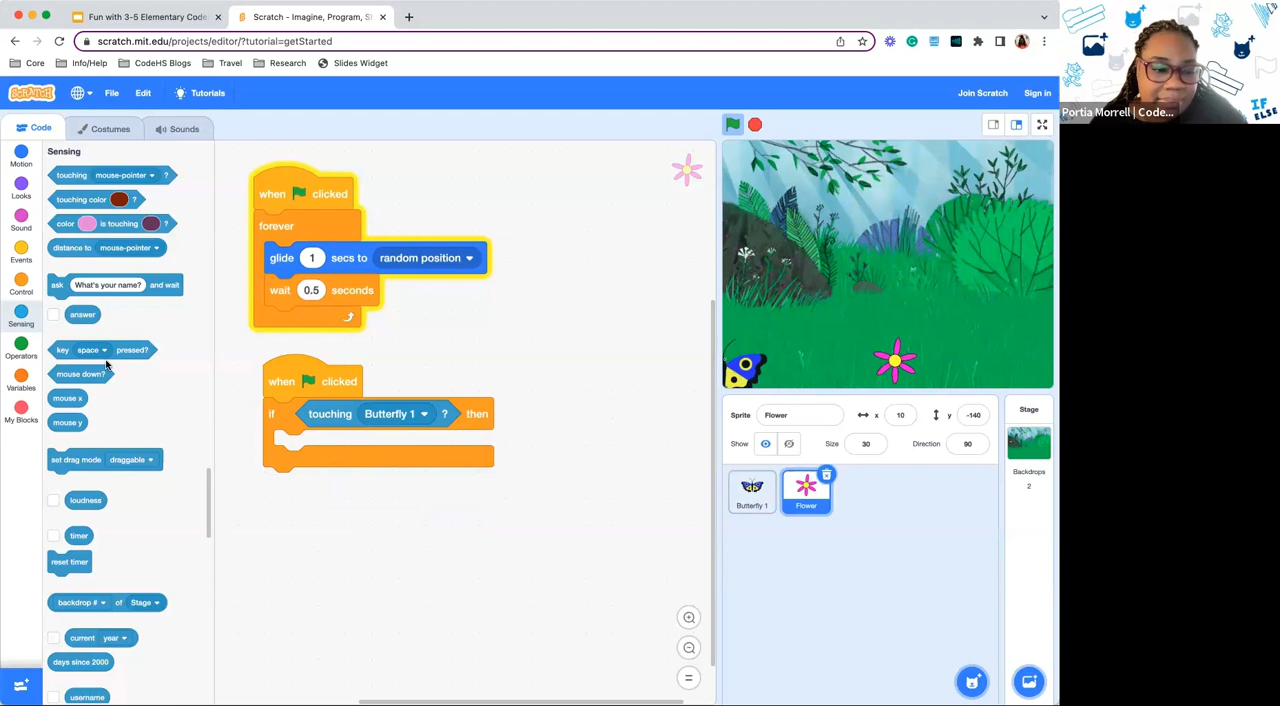 Fun with 3-5 Elementary Code
Scratch - Imagine, Program, S
scratch.mit.edu/projects/editor/?tutorial=getStarted
Core
Info/Help
CodeHS Blogs
Travel
Research
Slides Widget
SCRATCH
File
Edit
Tutorials
Join Scratch
Sign in
IF
ELSE
Portia Morrell | Code...
Code
Costumes
Sounds
Motion
Looks
Sound
Events
Control
Sensing
Operators
Variables
My Blocks
Sensing
touching mouse-pointer ?
touching color ?
color is touching ?
distance to mouse-pointer
ask What's your name? and wait
answer
key space pressed?
mouse down?
mouse x
mouse y
set drag mode draggable
loudness
timer
reset timer
backdrop # of Stage
current year
days since 2000
username
when clicked
forever
glide 1 secs to random position
wait 0.5 seconds
when clicked
if touching Butterfly 1 ? then
Sprite Flower x 10 y -140
Show Size 30 Direction 90
Butterfly 1
Flower
Stage
Backdrops
2